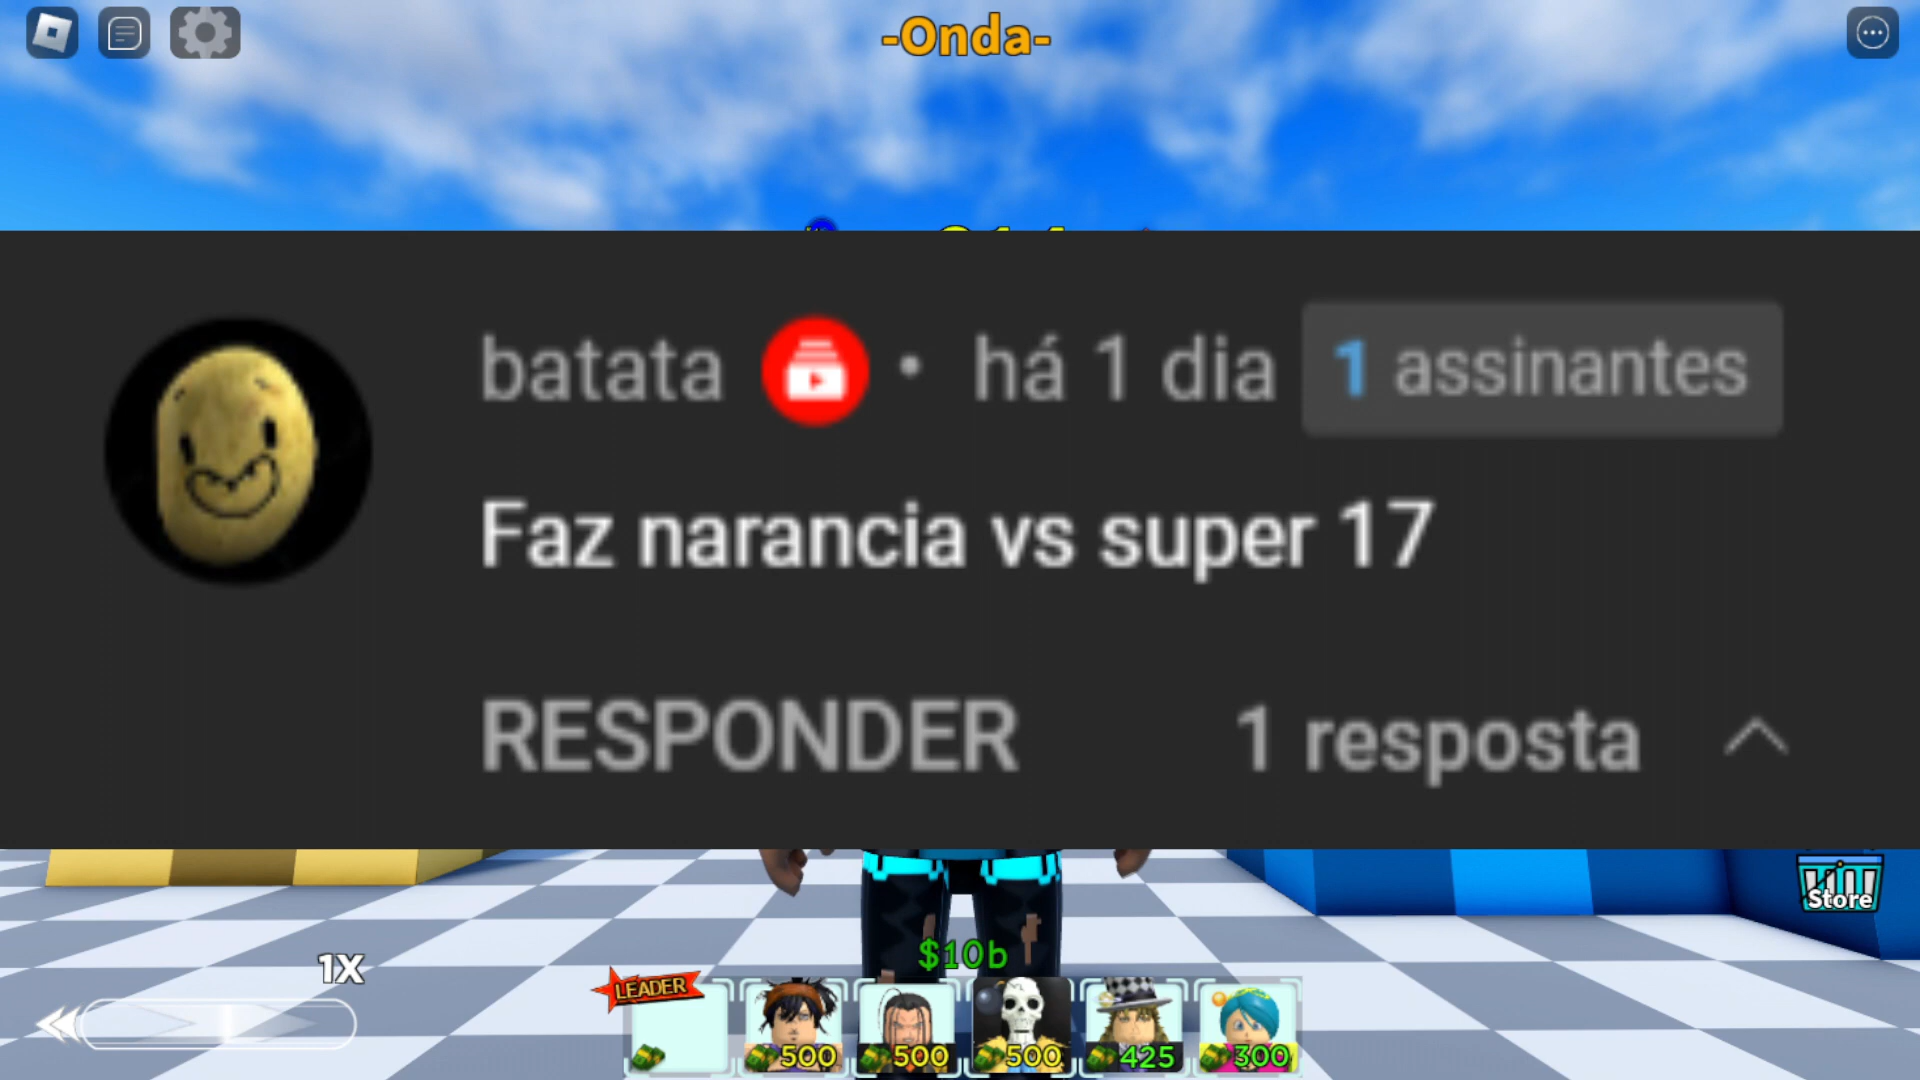 -Onda-
batata • há 1 dia 1 assinantes
Faz narancia vs super 17
RESPONDER 1 resposta
Store
$10b
1X
LEADER
500 500 500 425 300